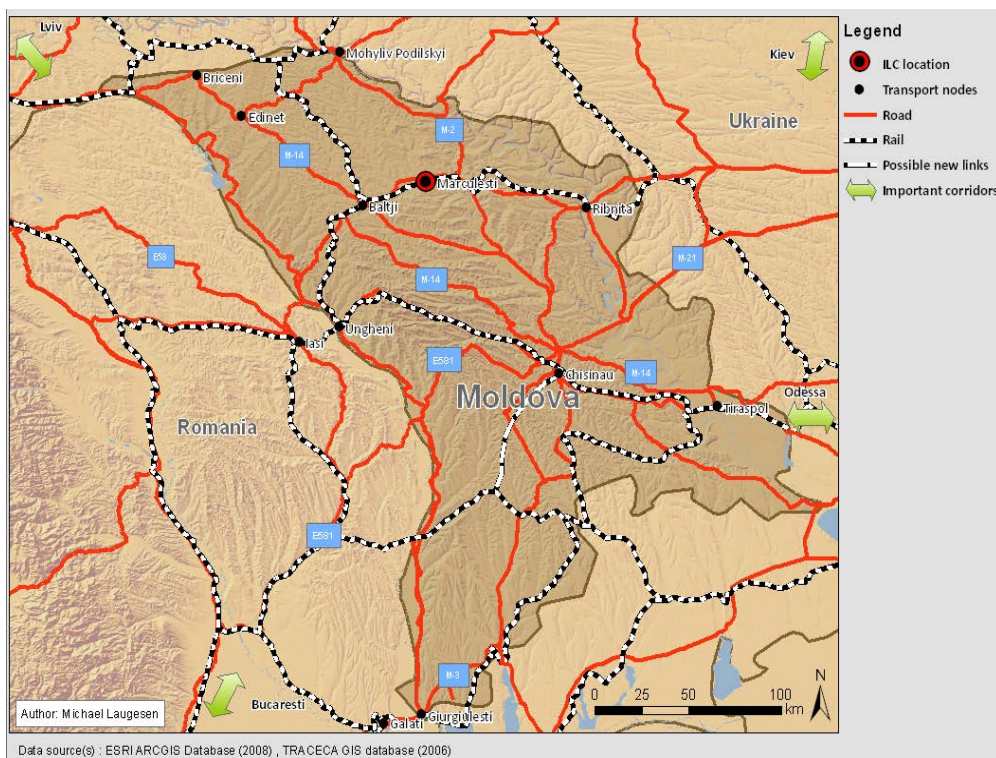 Lviv
Kiev
Mohyliv Podilskyi
Briceni
Edinet
M-2
Ukraine
M-14
Marculesti
Baltji
Ribnita
E58
M-21
M-14
Ungheni
Iasi
E581
Chisinau
M-14
Moldova
Odessa
Tiraspol
Romania
E581
M-3
Bucaresti
Giurgiulesti
Galati
0 25 50 100
km
N
Author: Michael Laugesen
Legend
ILC location
Transport nodes
Road
Rail
Possible new links
Important corridors
Data source(s) : ESRI ARCGIS Database (2008) , TRACECA GIS database (2006)